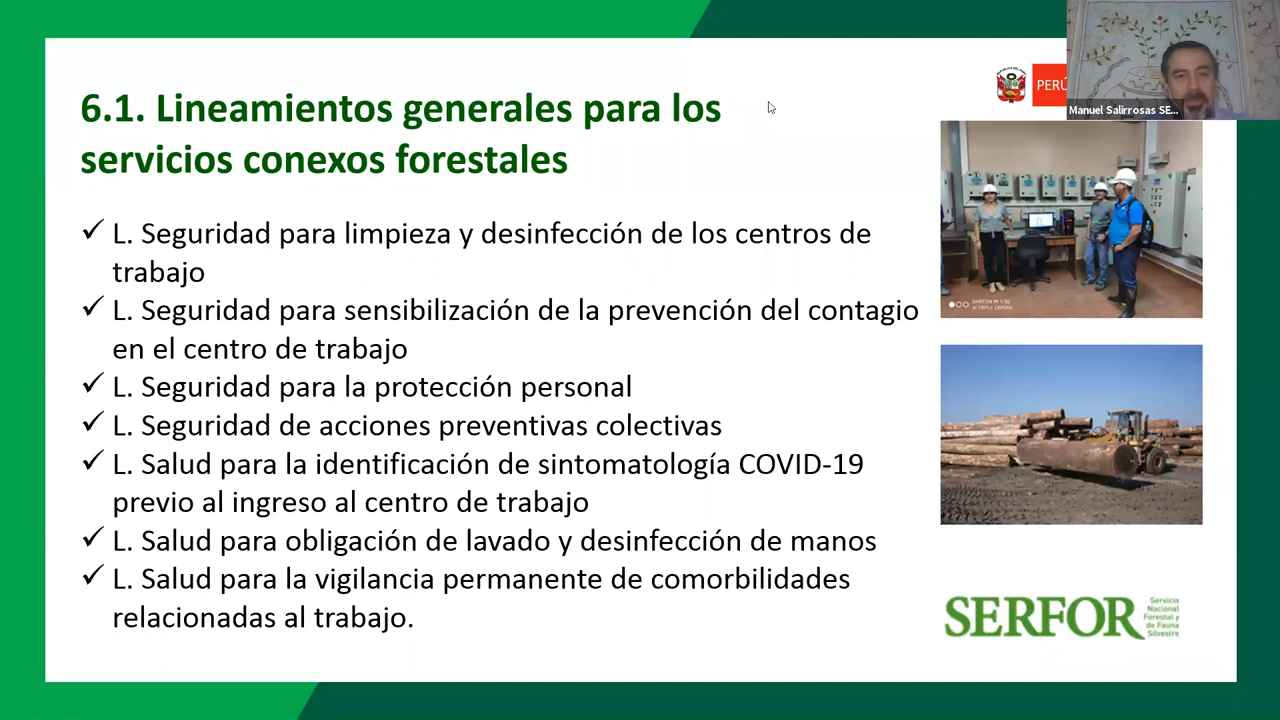 6.1. Lineamientos generales para los
servicios conexos forestales
PERÚ
Manuel Salirrosas SE...
✓ L. Seguridad para limpieza y desinfección de los centros de
trabajo
✓ L. Seguridad para sensibilización de la prevención del contagio
en el centro de trabajo
✓ L. Seguridad para la protección personal
✓ L. Seguridad de acciones preventivas colectivas
✓ L. Salud para la identificación de sintomatología COVID-19
previo al ingreso al centro de trabajo
✓ L. Salud para obligación de lavado y desinfección de manos
✓ L. Salud para la vigilancia permanente de comorbilidades
relacionadas al trabajo.
SERFOR
Servicio
Nacional
Forestal y
de Fauna
Silvestre